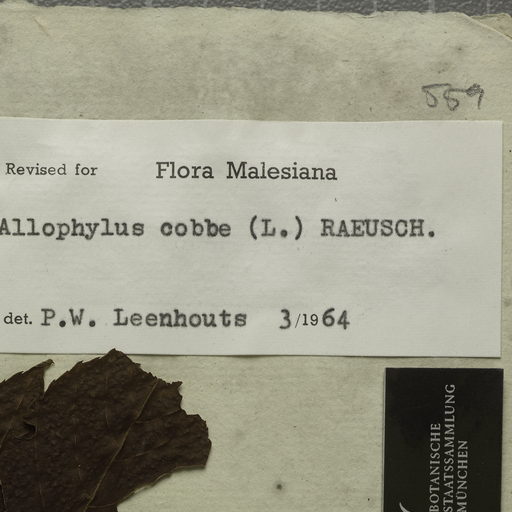 559
Revised for Flora Malesiana
Allophylus cobbe (L.) RAEUSCH.
det. P.W. Leenhouts 3/1964
BOTANISCHE
STAATSSAMMLUNG
MÜNCHEN